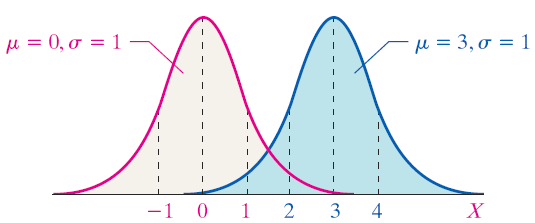 μ = 0, σ = 1
μ = 3, σ = 1
−1 0 1 2 3 4 X